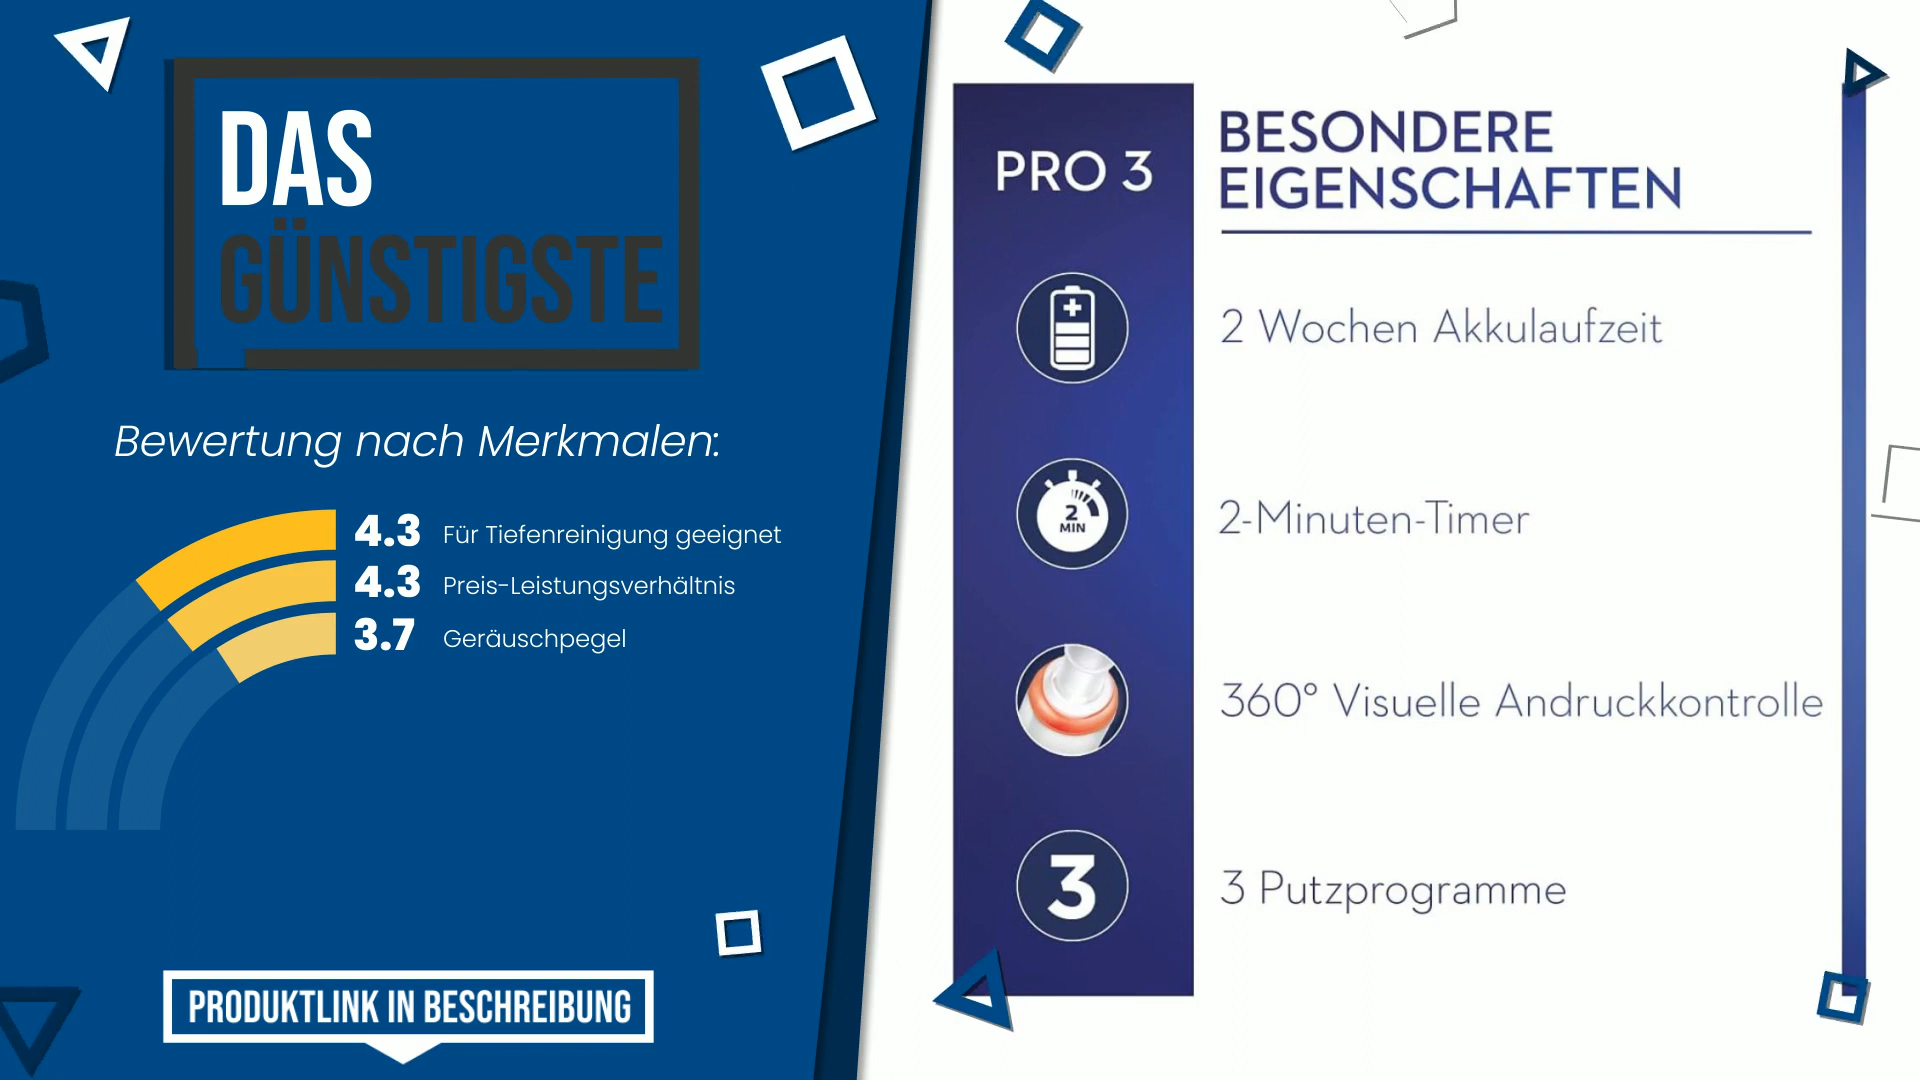 DAS
GÜNSTIGSTE
Bewertung nach Merkmalen:
4.3 Für Tiefenreinigung geeignet
4.3 Preis-Leistungsverhältnis
3.7 Geräuschpegel
PRODUKTLINK IN BESCHREIBUNG
PRO 3
BESONDERE
EIGENSCHAFTEN
2 Wochen Akkulaufzeit
2
MIN
2-Minuten-Timer
360° Visuelle Andruckkontrolle
3
3 Putzprogramme